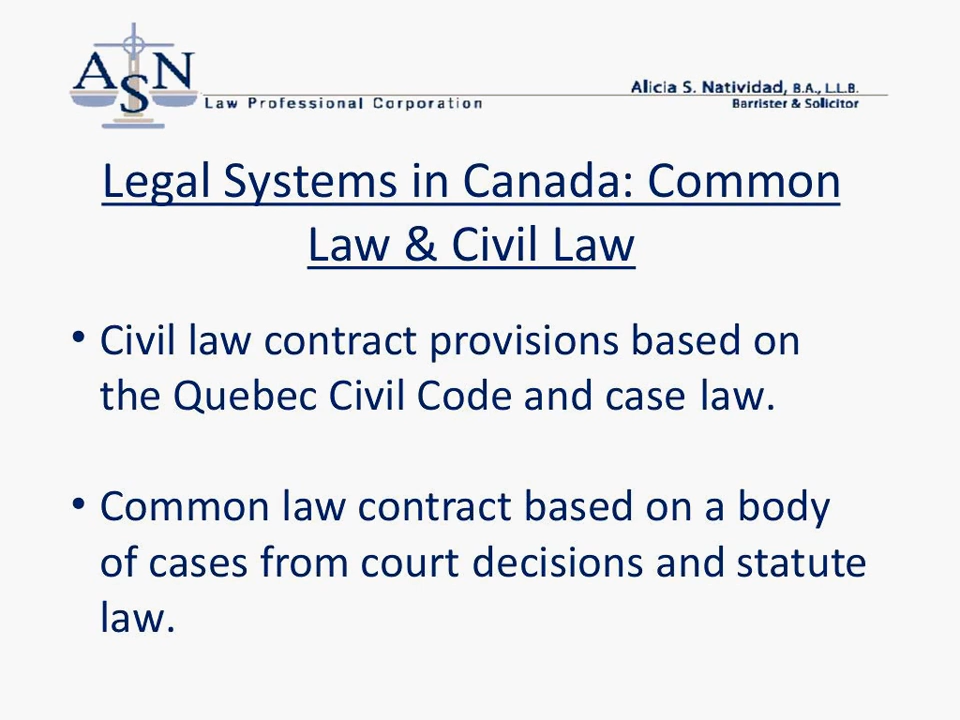 ASN
Law Professional Corporation
Alicia S. Natividad, B.A., L.L.B.
Barrister & Solicitor
Legal Systems in Canada: Common
Law & Civil Law
• Civil law contract provisions based on
the Quebec Civil Code and case law.
• Common law contract based on a body
of cases from court decisions and statute
law.